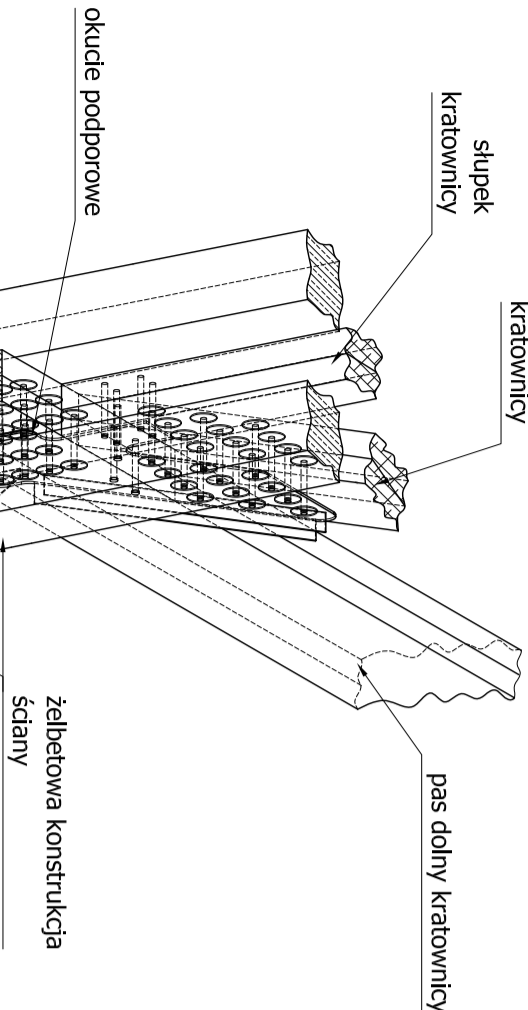 okucie podporowe
słupek
kratownicy
kratownicy
pas dolny kratownicy
żelbetowa konstrukcja
ściany